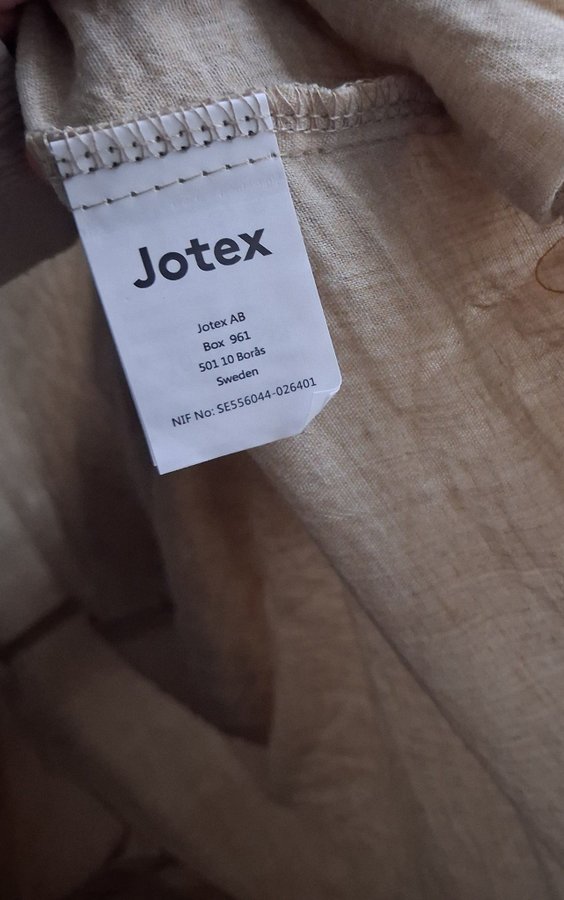 Jotex
Jotex AB
Box 961
501 10 Borås
Sweden
NIF No: SE556044-026401